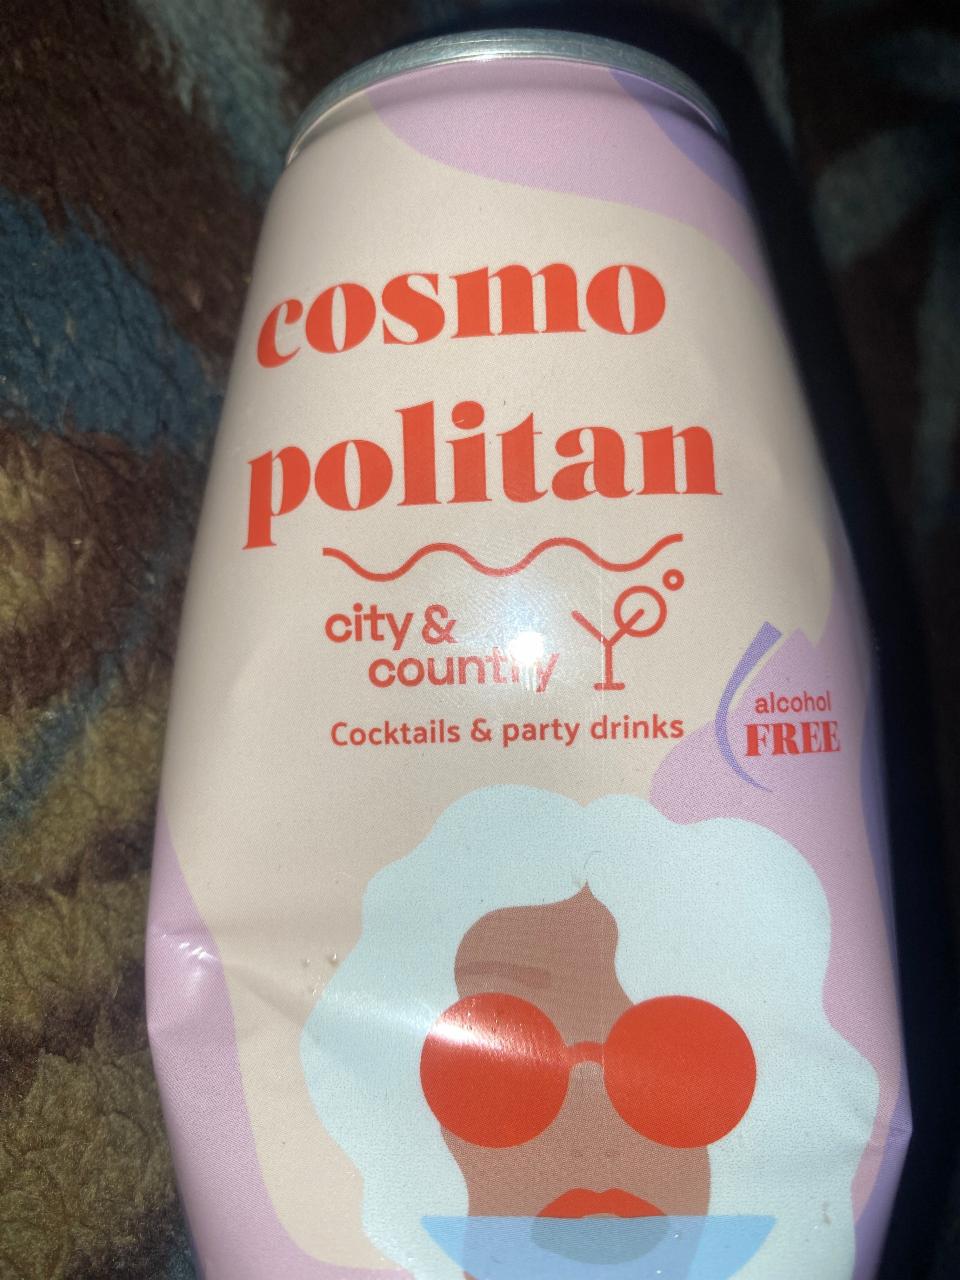 cosmo
politan
city &
country
Cocktails & party drinks
alcohol
FREE